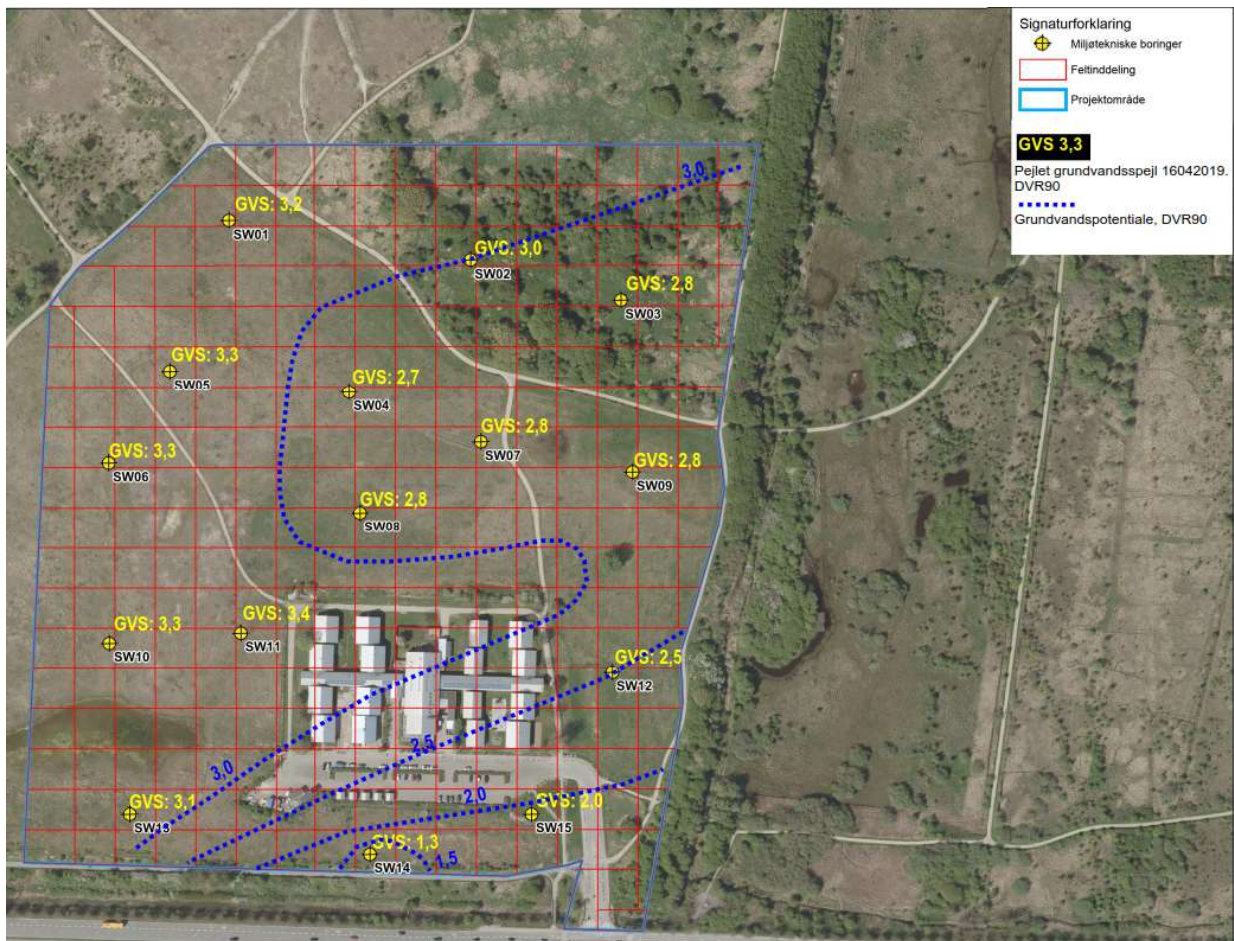 Signaturforklaring
Miljøtekniske boringer
Feltinddeling
Projektområde
GVS 3,3
Pejlet grundvandsspejl 16042019.
DVR90
Grundvandspotentiale, DVR90
3,0
GVS: 3,2
SW01
GVS: 3,0
SW02
GVS: 2,8
SW03
GVS: 3,3
SW05
GVS: 2,7
SW04
GVS: 2,8
SW07
GVS: 3,3
SW06
GVS: 2,8
SW09
GVS: 2,8
SW08
GVS: 3,3
SW10
GVS: 3,4
SW11
GVS: 2,5
SW12
2,5
3,0
2,0
GVS: 3,1
SW13
GVS: 2,0
SW15
GVS: 1,3
SW14
1,5